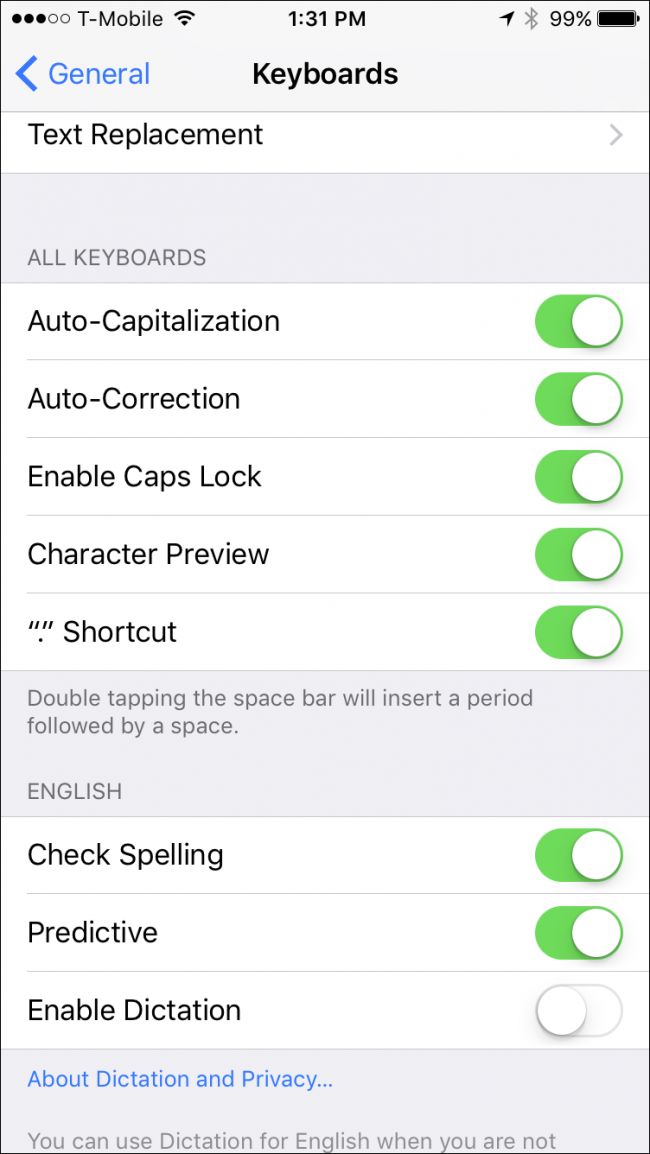 T-Mobile 1:31 PM 99%
General Keyboards
Text Replacement
ALL KEYBOARDS
Auto-Capitalization
Auto-Correction
Enable Caps Lock
Character Preview
“.” Shortcut
Double tapping the space bar will insert a period
followed by a space.
ENGLISH
Check Spelling
Predictive
Enable Dictation
About Dictation and Privacy...
You can use Dictation for English when you are not